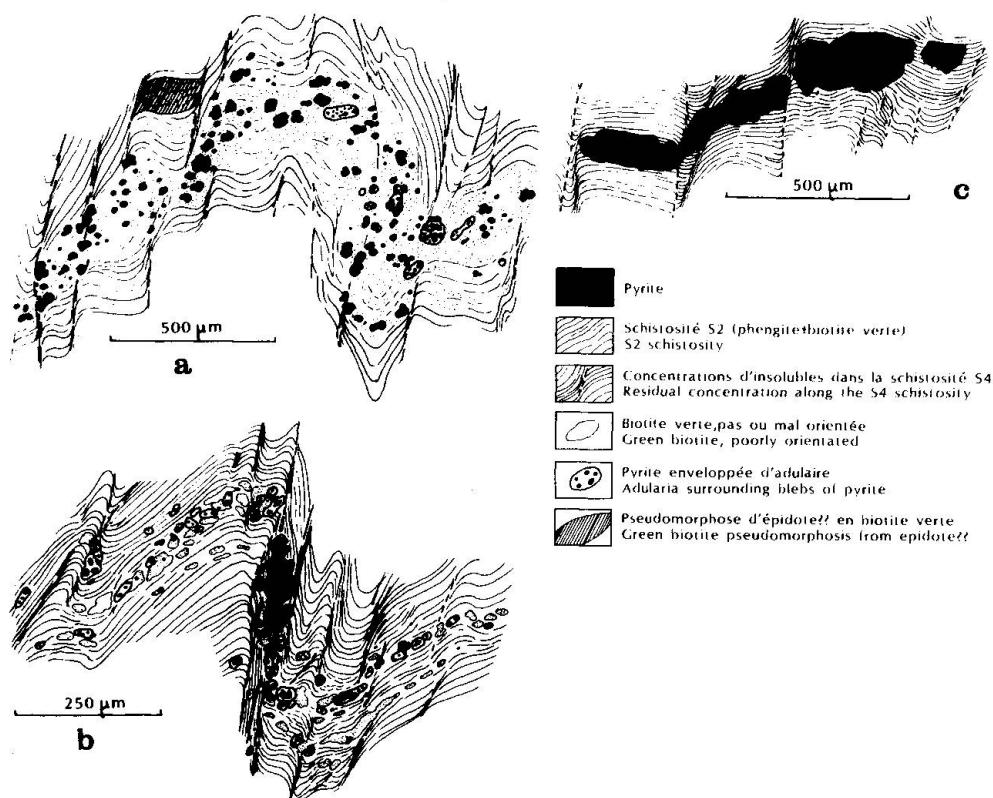 500 µm
a
250 µm
b
500 µm
c
Pyrite
Schistosité S2 (phengite+biotite verte)
S2 schistosity
Concentrations d'insolubles dans la schistosité S4
Residual concentration along the S4 schistosity
Biotite verte, pas ou mal orientée
Green biotite, poorly orientated
Pyrite enveloppée d'adulaire
Adularia surrounding blebs of pyrite
Pseudomorphose d'épidote?? en biotite verte
Green biotite pseudomorphosis from epidote??